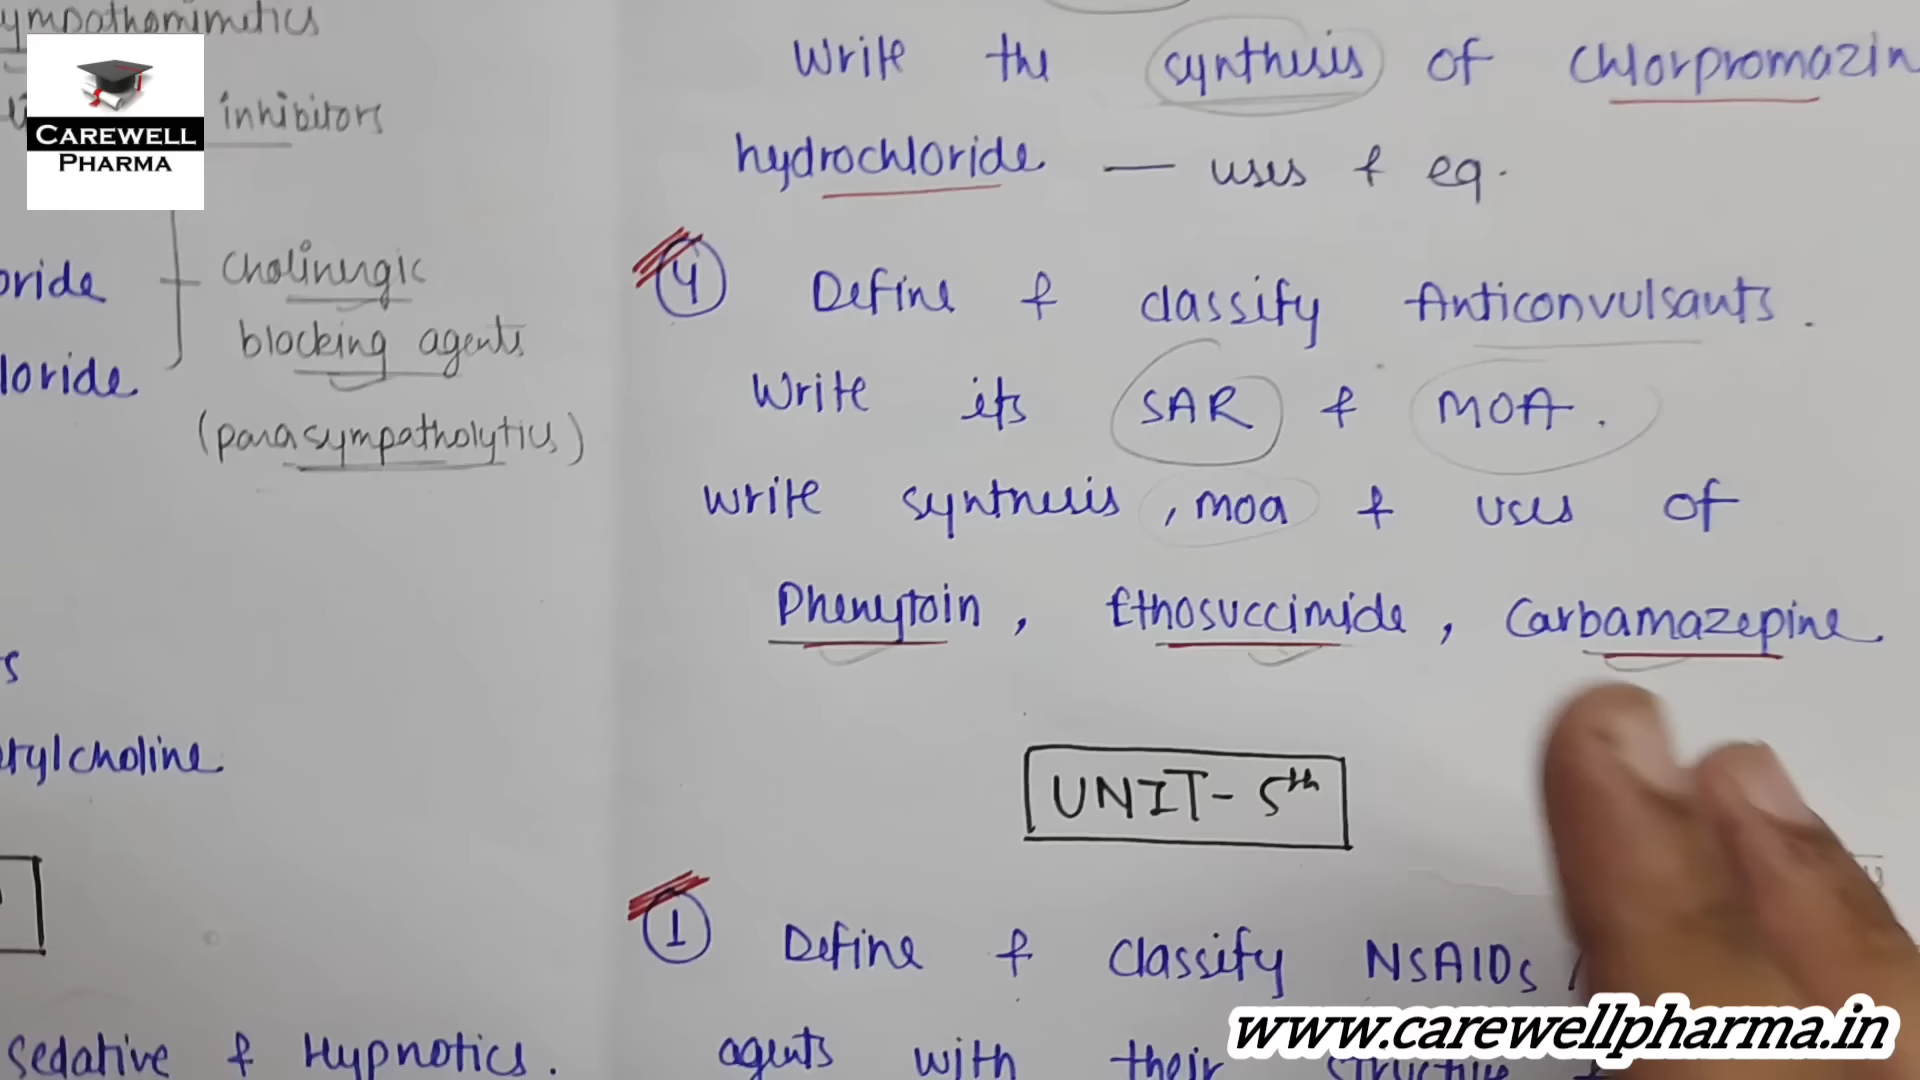 sympathomimetics
inhibitors
CAREWELL
PHARMA
oride
cholinergic
blocking agents
loride
(parasympatholytics)
s
tylcholine
sedative & Hypnotics.
Write the synthesis of Chlorpromazin
hydrochloride — uses & eq.
4 Define & classify Anticonvulsants.
Write its SAR & MOA.
write synthesis, moa & uses of
Phenytoin, Ethosuccimide, Carbamazepine
UNIT - 5th
1 Define & Classify NSAIDs
agents with their structure
www.carewellpharma.in